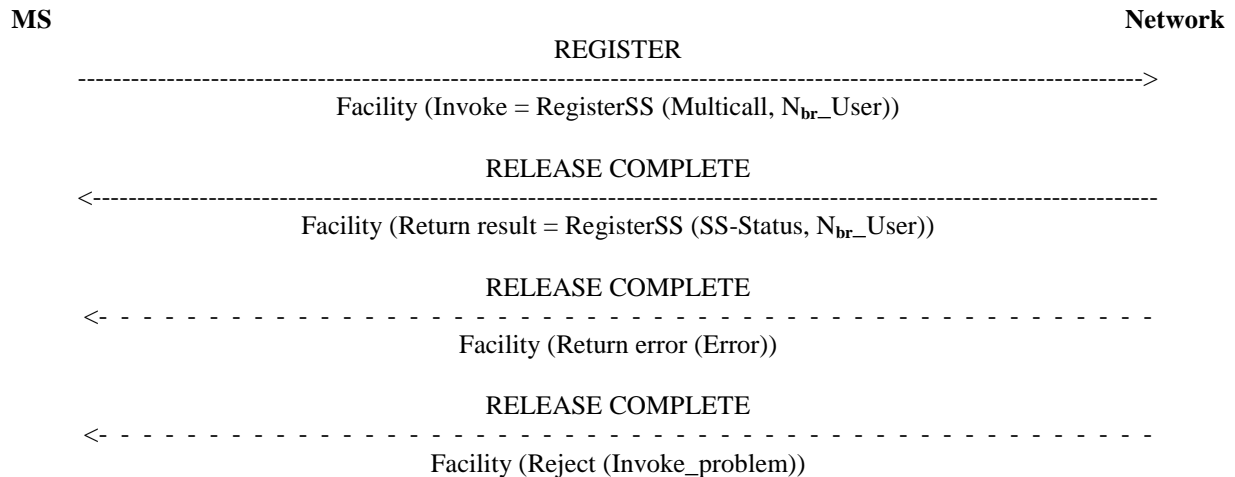 MS Network
REGISTER
Facility (Invoke = RegisterSS (Multicall, Nbr_User))
RELEASE COMPLETE
Facility (Return result = RegisterSS (SS-Status, Nbr_User))
RELEASE COMPLETE
Facility (Return error (Error))
RELEASE COMPLETE
Facility (Reject (Invoke_problem))